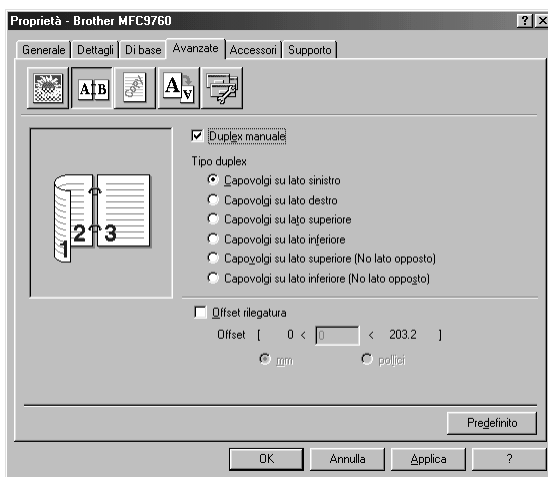 Proprietà - Brother MFC9760
Generale Dettagli Di base Avanzate Accessori Supporto
A B Copy A A
Duplex manuale
Tipo duplex
Capovolgi su lato sinistro
Capovolgi su lato destro
Capovolgi su lato superiore
Capovolgi su lato inferiore
Capovolgi su lato superiore (No lato opposto)
Capovolgi su lato inferiore (No lato opposto)
1 2 3
Offset rilegatura
Offset [ 0 < 0 < 203.2 ]
mm pollici
Predefinito
OK Annulla Applica ?